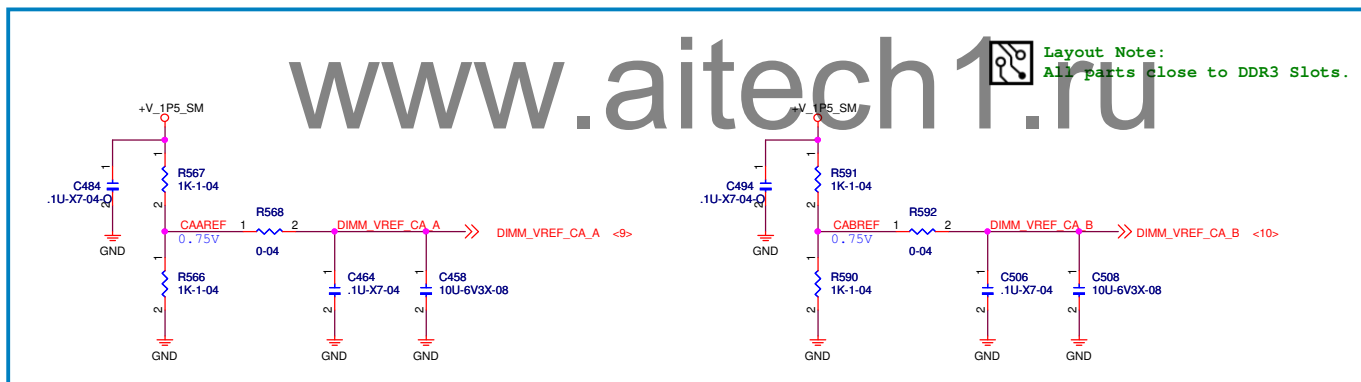 www.aitech1.ru
Layout Note:
All parts close to DDR3 Slots.
+V_1P5_SM
1
2
C484
.1U-X7-04-O
GND
1
2
R567
1K-1-04
CAAREF
0.75V
1
R568
2
0-04
DIMM_VREF_CA_A
DIMM_VREF_CA_A <9>
1
2
R566
1K-1-04
GND
1
2
C464
.1U-X7-04
GND
1
2
C458
10U-6V3X-08
GND
+V_1P5_SM
1
2
C494
.1U-X7-04-O
GND
1
2
R591
1K-1-04
CABREF
0.75V
1
R592
2
0-04
DIMM_VREF_CA_B
DIMM_VREF_CA_B <10>
1
2
R590
1K-1-04
GND
1
2
C506
.1U-X7-04
GND
1
2
C508
10U-6V3X-08
GND